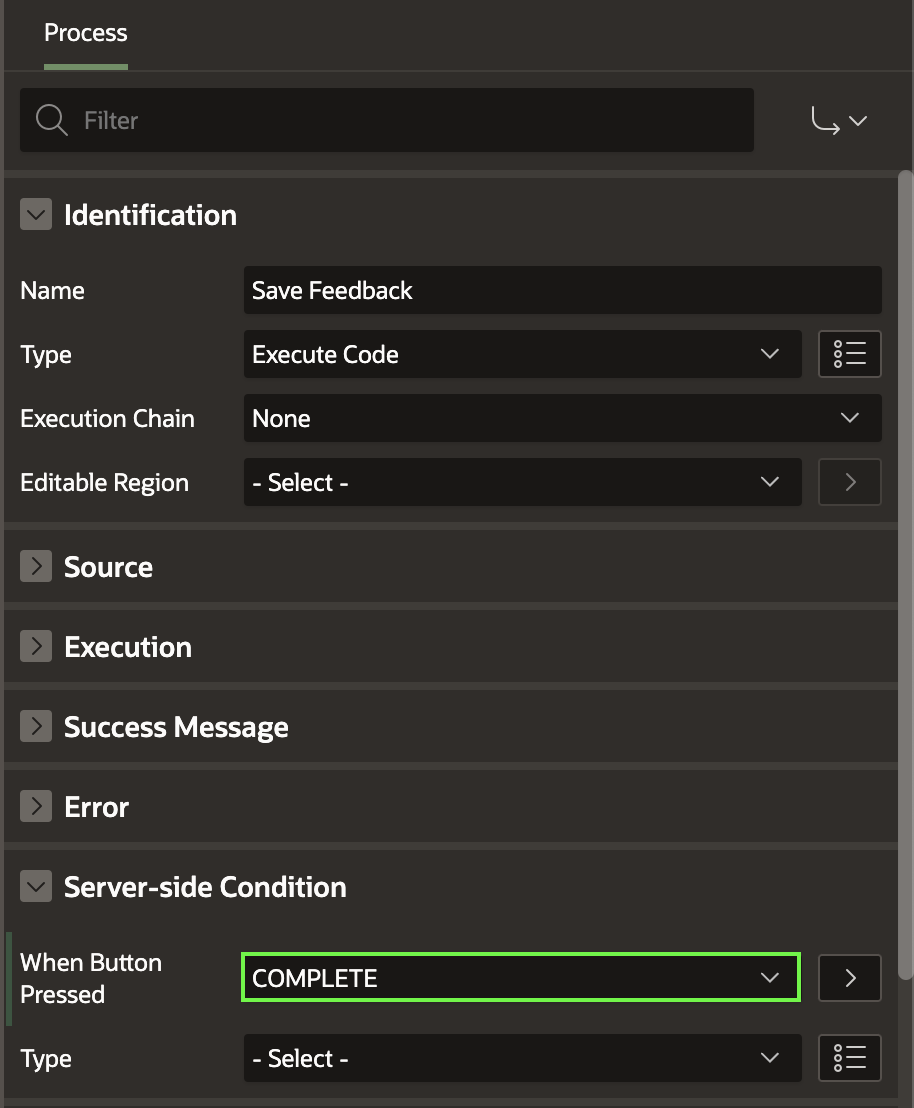 Process
Filter
Identification
Name Save Feedback
Type Execute Code
Execution Chain None
Editable Region - Select -
Source
Execution
Success Message
Error
Server-side Condition
When Button
Pressed
COMPLETE
Type - Select -